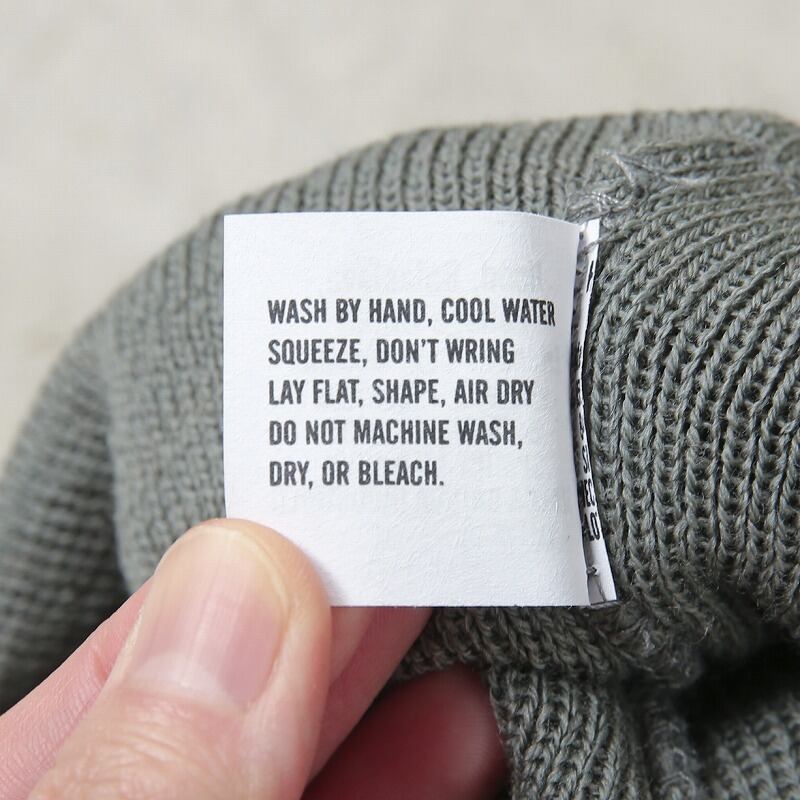 WASH BY HAND, COOL WATER
SQUEEZE, DON'T WRING
LAY FLAT, SHAPE, AIR DRY
DO NOT MACHINE WASH,
DRY, OR BLEACH.